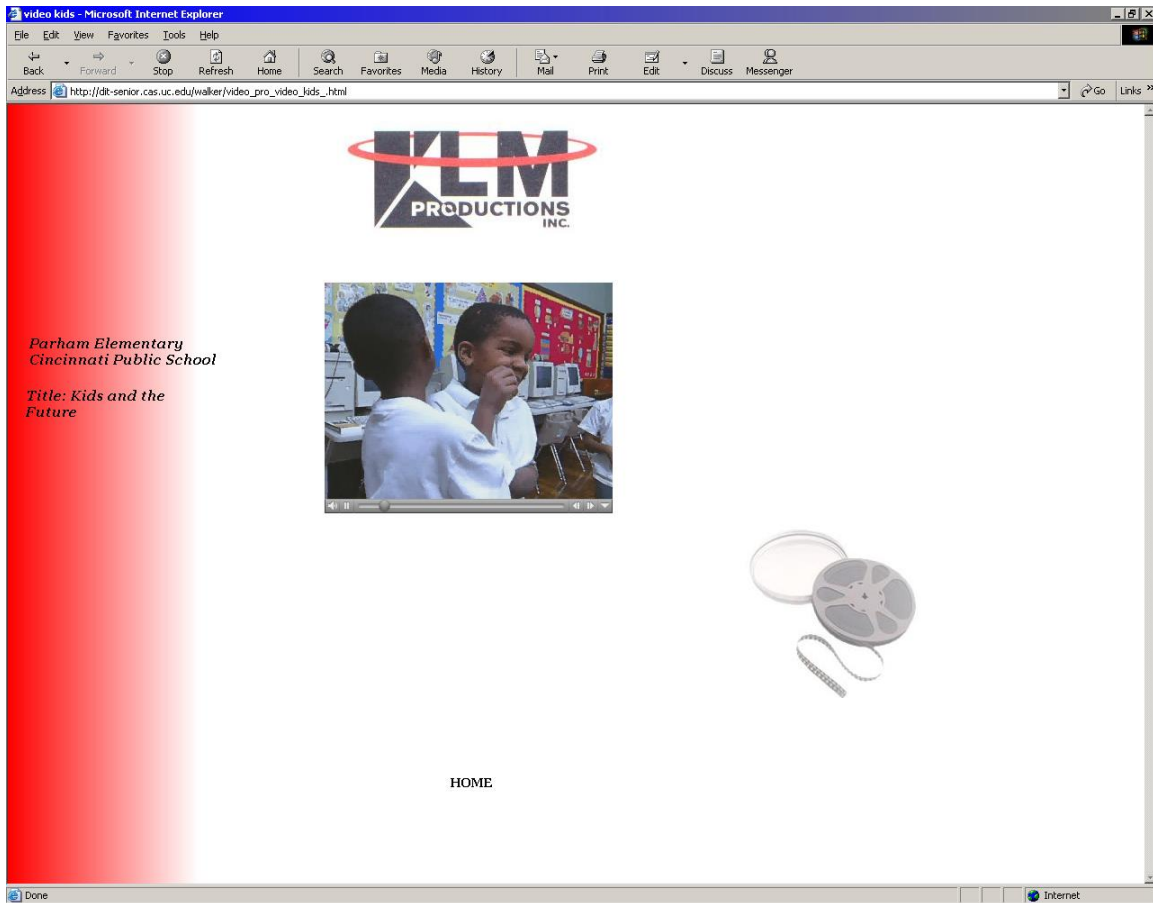 video kids - Microsoft Internet Explorer
File Edit View Favorites Tools Help
Back Forward Stop Refresh Home Search Favorites Media History Mail Print Edit Discuss Messenger
Address http://dit-senior.cas.uc.edu/walker/video_pro_video_kids_.html Go Links »
KLM
PRODUCTIONS
INC.
Parham Elementary
Cincinnati Public School
Title: Kids and the
Future
HOME
Done Internet